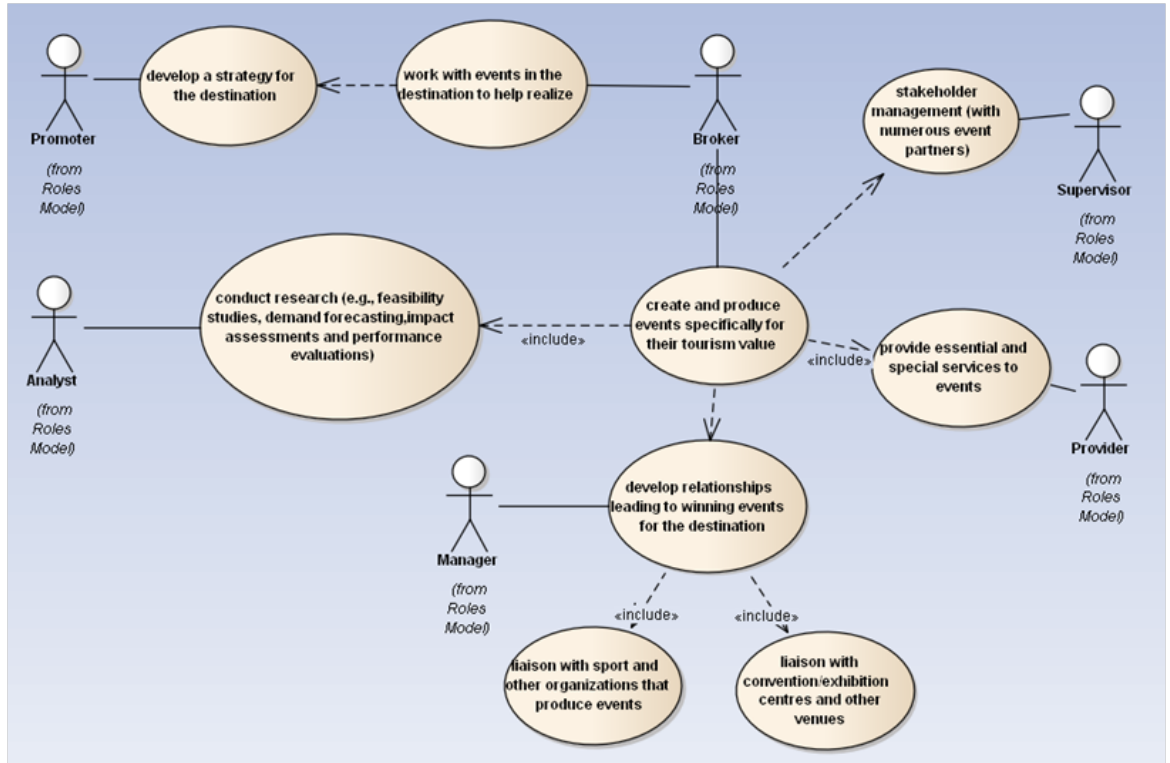 develop a strategy for
the destination
work with events in the
destination to help realize
stakeholder
management (with
numerous event
partners)
Promoter
(from
Roles
Model)
Broker
(from
Roles
Model)
Supervisor
(from
Roles
Model)
conduct research (e.g., feasibility
studies, demand forecasting,impact
assessments and performance
evaluations)
«include»
create and produce
events specifically for
their tourism value
«include»
provide essential and
special services to
events
Analyst
(from
Roles
Model)
Provider
(from
Roles
Model)
develop relationships
leading to winning events
for the destination
Manager
(from
Roles
Model)
«include»
«include»
liaison with sport and
other organizations that
produce events
liaison with
convention/exhibition
centres and other
venues